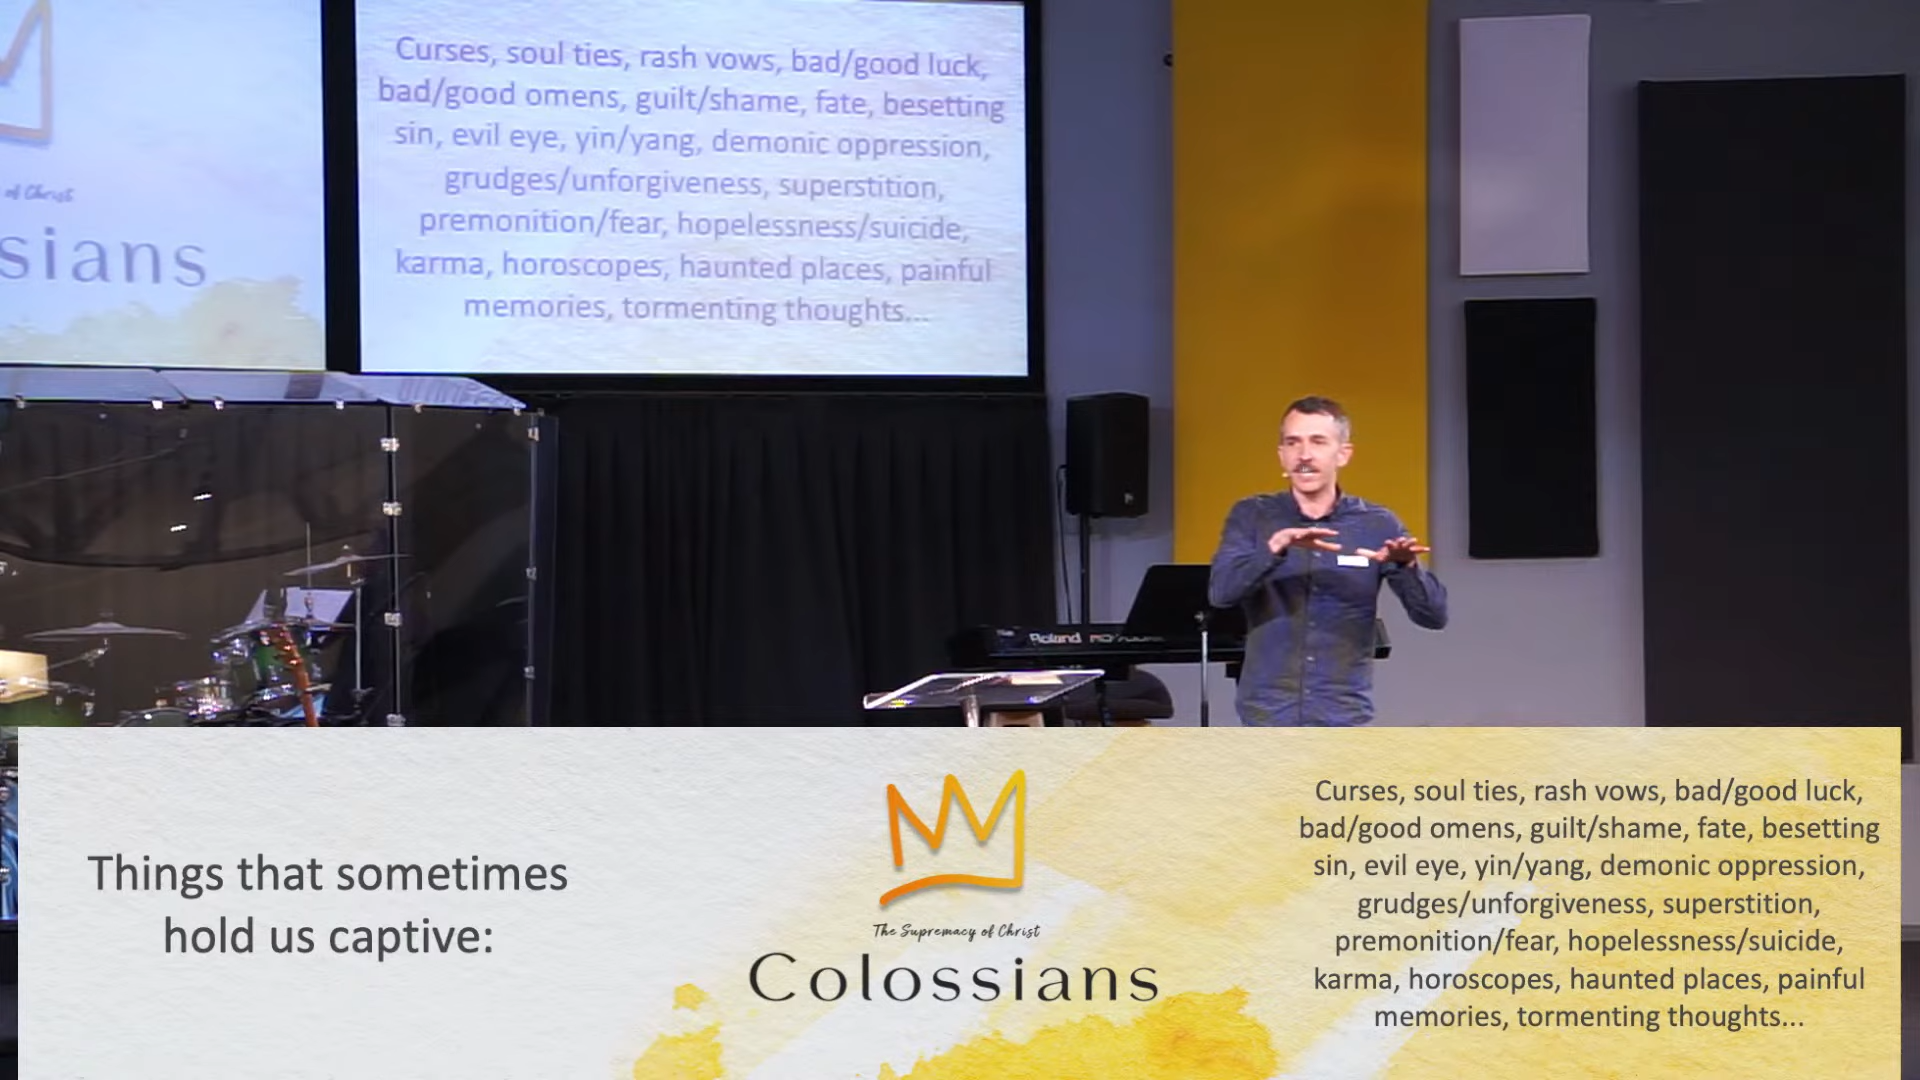 Curses, soul ties, rash vows, bad/good luck,
bad/good omens, guilt/shame, fate, besetting
sin, evil eye, yin/yang, demonic oppression,
grudges/unforgiveness, superstition,
premonition/fear, hopelessness/suicide,
karma, horoscopes, haunted places, painful
memories, tormenting thoughts...
of Christ
sians
Roland
Things that sometimes
hold us captive:
The Supremacy of Christ
Colossians
Curses, soul ties, rash vows, bad/good luck,
bad/good omens, guilt/shame, fate, besetting
sin, evil eye, yin/yang, demonic oppression,
grudges/unforgiveness, superstition,
premonition/fear, hopelessness/suicide,
karma, horoscopes, haunted places, painful
memories, tormenting thoughts...